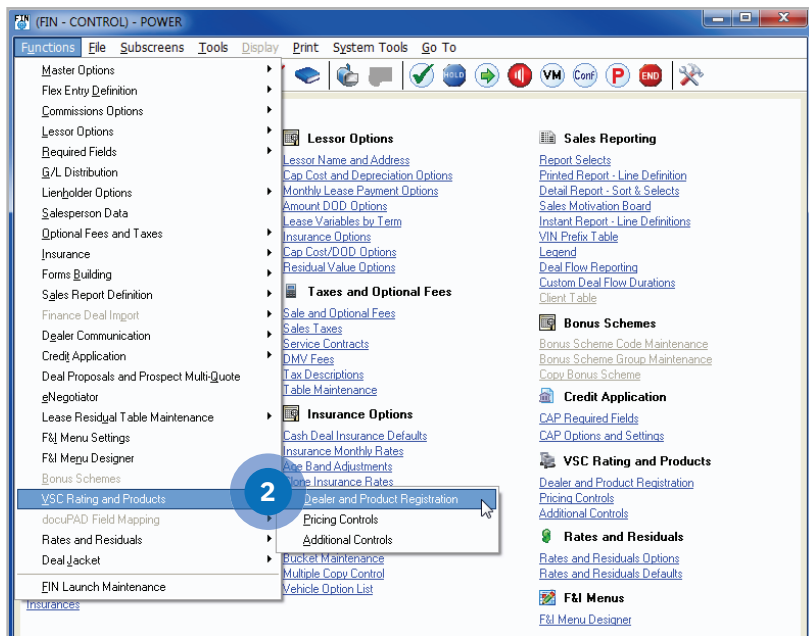 (FIN - CONTROL) - POWER
Functions File Subscreens Tools Display Print System Tools Go To
HOLD VM Conf P END
Master Options
Flex Entry Definition
Commissions Options
Lessor Options
Required Fields
G/L Distribution
Lienholder Options
Salesperson Data
Optional Fees and Taxes
Insurance
Forms Building
Sales Report Definition
Finance Deal Import
Dealer Communication
Credit Application
Deal Proposals and Prospect Multi-Quote
eNegotiator
Lease Residual Table Maintenance
F&I Menu Settings
F&I Menu Designer
Bonus Schemes
VSC Rating and Products
docuPAD Field Mapping
Rates and Residuals
Deal Jacket
FIN Launch Maintenance
Insurances
2
Dealer and Product Registration
Pricing Controls
Additional Controls
Lessor Options
Lessor Name and Address
Cap Cost and Depreciation Options
Monthly Lease Payment Options
Amount DOD Options
Lease Variables by Term
Insurance Options
Cap Cost/DOD Options
Residual Value Options
Taxes and Optional Fees
Sale and Optional Fees
Sales Taxes
Service Contracts
DMV Fees
Tax Descriptions
Table Maintenance
Insurance Options
Cash Deal Insurance Defaults
Insurance Monthly Rates
Age Band Adjustments
Clone Insurance Rates
Bucket Maintenance
Multiple Copy Control
Vehicle Option List
Sales Reporting
Report Selects
Printed Report - Line Definition
Detail Report - Sort & Selects
Sales Motivation Board
Instant Report - Line Definitions
VIN Prefix Table
Legend
Deal Flow Reporting
Custom Deal Flow Durations
Client Table
Bonus Schemes
Bonus Scheme Code Maintenance
Bonus Scheme Group Maintenance
Copy Bonus Scheme
Credit Application
CAP Required Fields
CAP Options and Settings
VSC Rating and Products
Dealer and Product Registration
Pricing Controls
Additional Controls
Rates and Residuals
Rates and Residuals Options
Rates and Residuals Defaults
F&I Menus
F&I Menu Designer